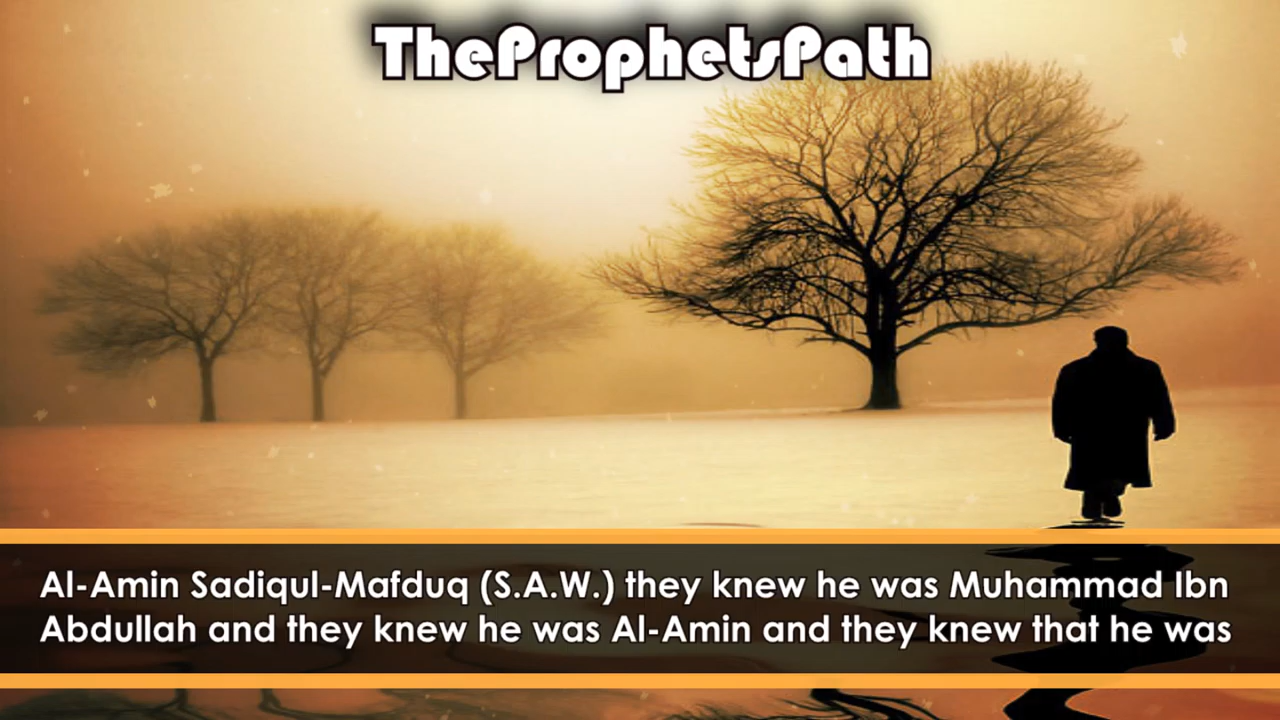 TheProphetsPath
Al-Amin Sadiqul-Mafduq (S.A.W.) they knew he was Muhammad Ibn
Abdullah and they knew he was Al-Amin and they knew that he was